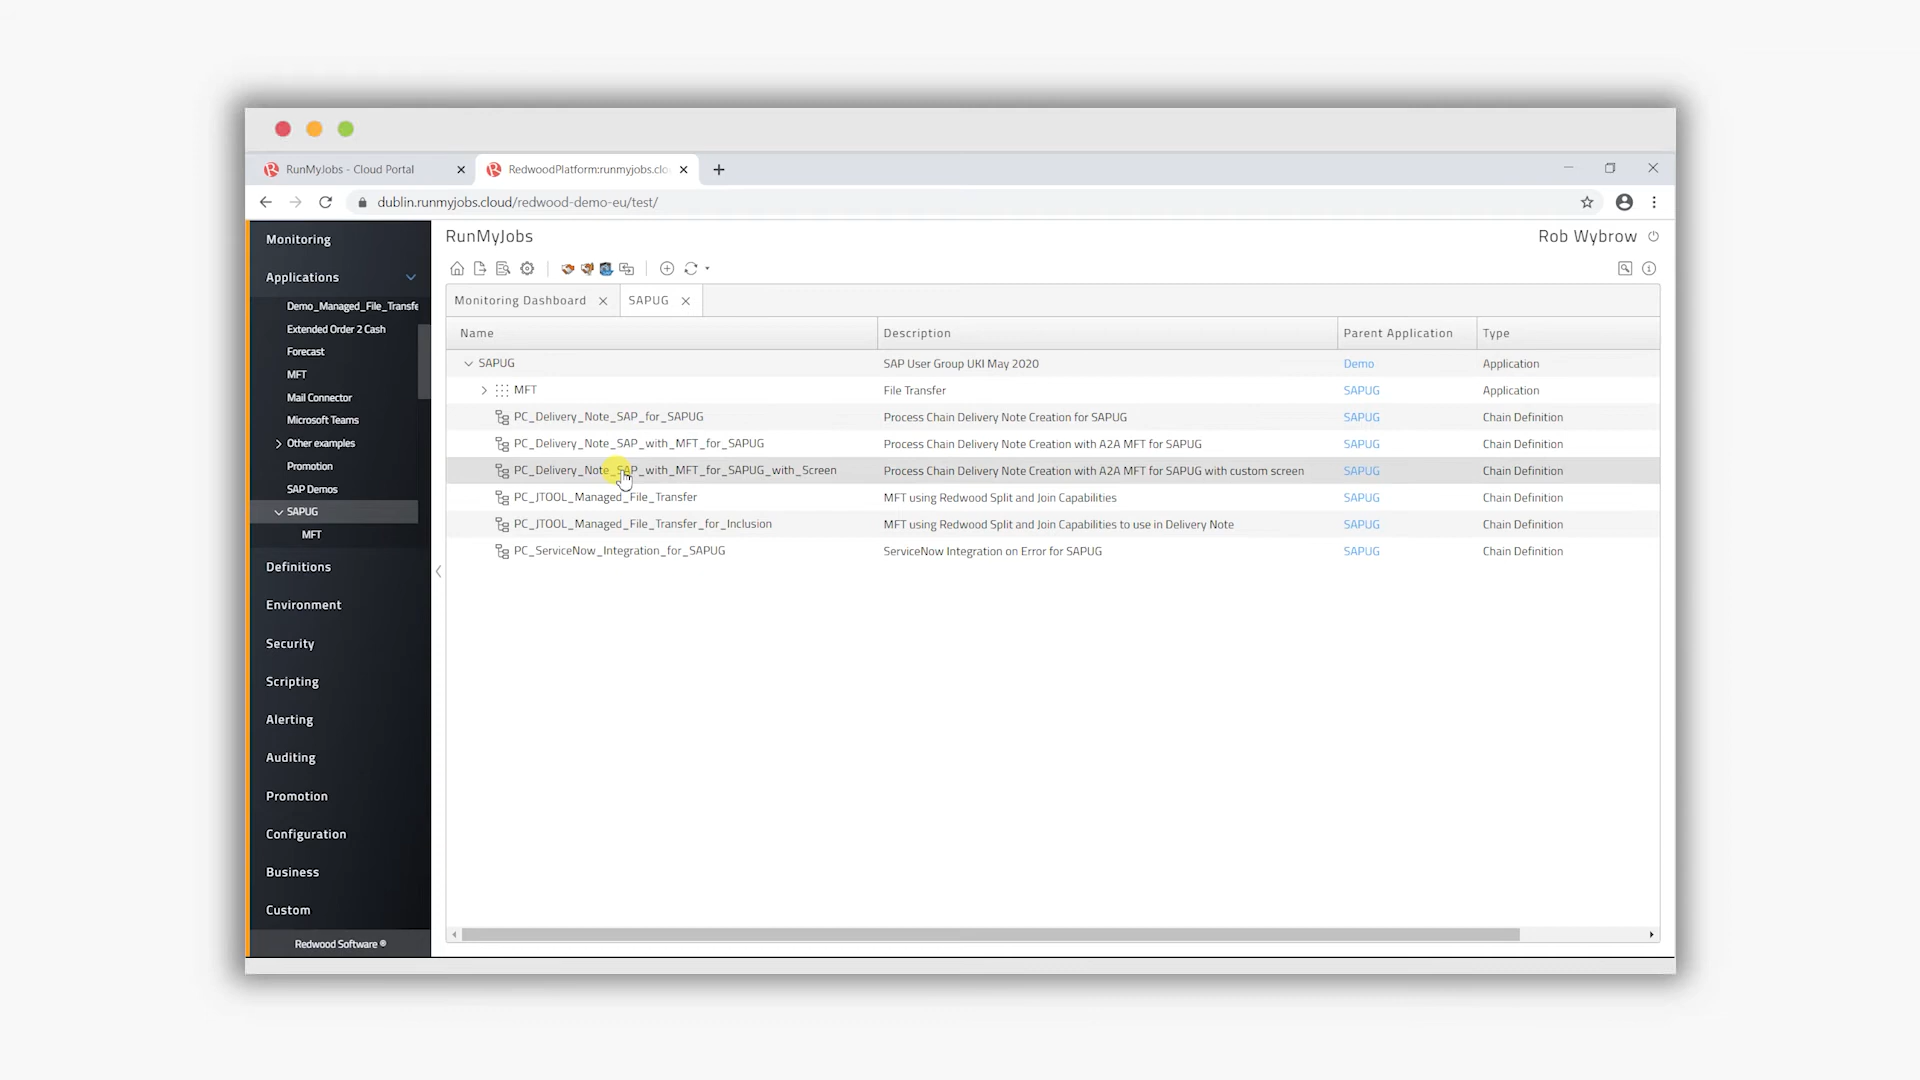 RunMyJobs - Cloud Portal
RedwoodPlatform:runmyjobs.clo
dublin.runmyjobs.cloud/redwood-demo-eu/test/
Monitoring
Applications
Demo_Managed_File_Transfe
Extended Order 2 Cash
Forecast
MFT
Mail Connector
Microsoft Teams
Other examples
Promotion
SAP Demos
SAPUG
MFT
Definitions
Environment
Security
Scripting
Alerting
Auditing
Promotion
Configuration
Business
Custom
Redwood Software ®
RunMyJobs
Rob Wybrow
Monitoring Dashboard
SAPUG
Name Description Parent Application Type
SAPUG SAP User Group UKI May 2020 Demo Application
MFT File Transfer SAPUG Application
PC_Delivery_Note_SAP_for_SAPUG Process Chain Delivery Note Creation for SAPUG SAPUG Chain Definition
PC_Delivery_Note_SAP_with_MFT_for_SAPUG Process Chain Delivery Note Creation with A2A MFT for SAPUG SAPUG Chain Definition
PC_Delivery_Note_SAP_with_MFT_for_SAPUG_with_Screen Process Chain Delivery Note Creation with A2A MFT for SAPUG with custom screen SAPUG Chain Definition
PC_JTOOL_Managed_File_Transfer MFT using Redwood Split and Join Capabilities SAPUG Chain Definition
PC_JTOOL_Managed_File_Transfer_for_Inclusion MFT using Redwood Split and Join Capabilities to use in Delivery Note SAPUG Chain Definition
PC_ServiceNow_Integration_for_SAPUG ServiceNow Integration on Error for SAPUG SAPUG Chain Definition